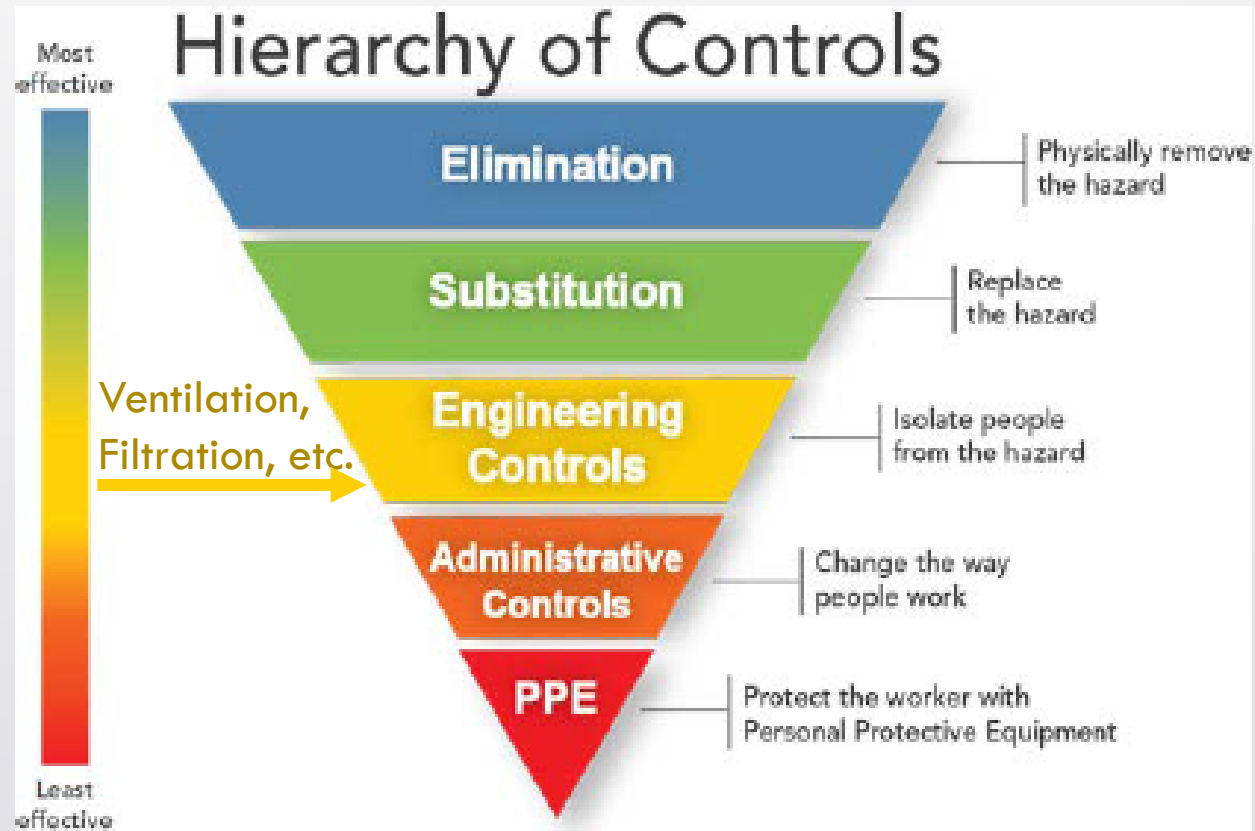 Hierarchy of Controls
Most
effective
Elimination
Physically remove
the hazard
Substitution
Replace
the hazard
Ventilation,
Filtration, etc.
Engineering
Controls
Isolate people
from the hazard
Administrative
Controls
Change the way
people work
PPE
Protect the worker with
Personal Protective Equipment
Least
effective